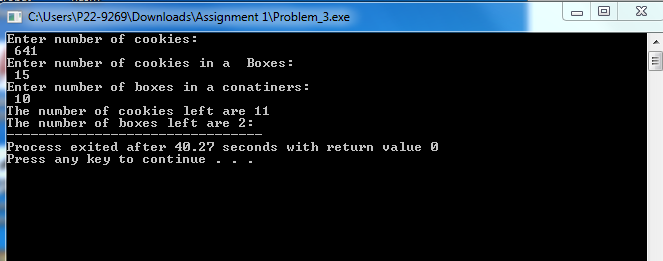 C:\Users\P22-9269\Downloads\Assignment 1\Problem_3.exe
Enter number of cookies:
641
Enter number of cookies in a  Boxes:
15
Enter number of boxes in a conatiners:
10
The number of cookies left are 11
The number of boxes left are 2:
--------------------------------
Process exited after 40.27 seconds with return value 0
Press any key to continue . . .